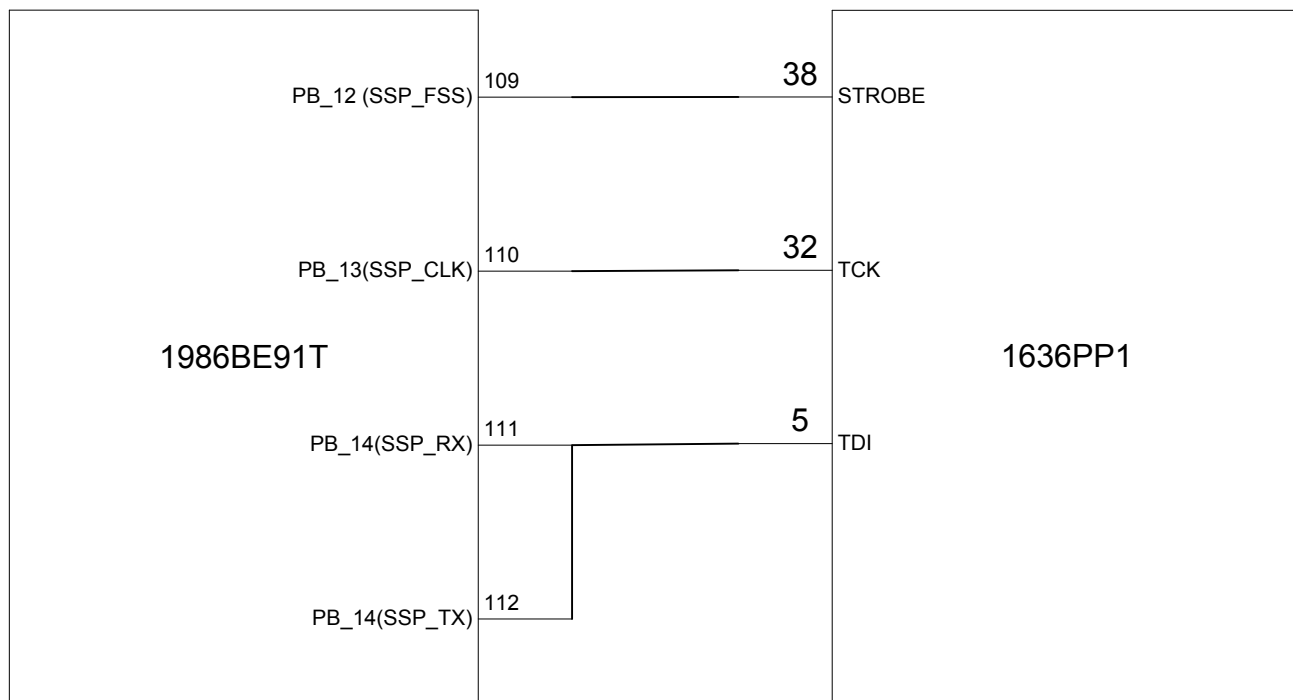 PB_12 (SSP_FSS) 109 38 STROBE
PB_13(SSP_CLK) 110 32 TCK
1986BE91T 1636PP1
PB_14(SSP_RX) 111 5 TDI
PB_14(SSP_TX) 112